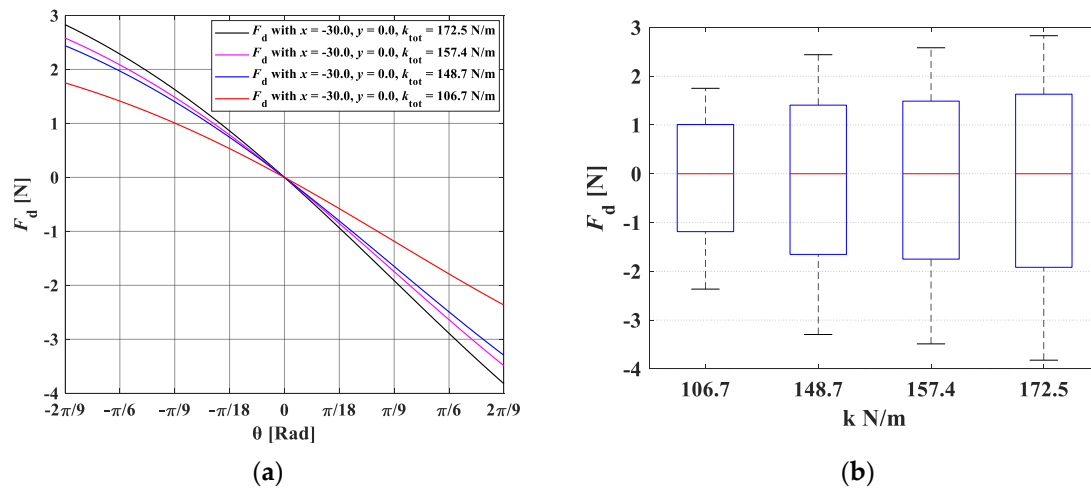 F_d with x = -30.0, y = 0.0, k_tot = 172.5 N/m
F_d with x = -30.0, y = 0.0, k_tot = 157.4 N/m
F_d with x = -30.0, y = 0.0, k_tot = 148.7 N/m
F_d with x = -30.0, y = 0.0, k_tot = 106.7 N/m
3
2
1
0
-1
-2
-3
-4
F_d [N]
-2π/9 -π/6 -π/9 -π/18 0 π/18 π/9 π/6 2π/9
θ [Rad]
(a)
3
2
1
0
-1
-2
-3
-4
F_d [N]
106.7 148.7 157.4 172.5
k N/m
(b)